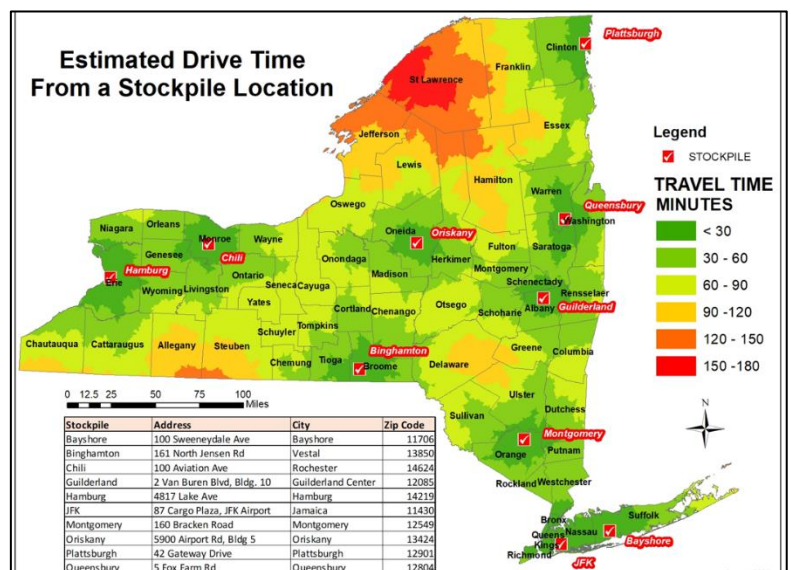 Estimated Drive Time
From a Stockpile Location
Plattsburgh
Clinton
Franklin
St Lawrence
Essex
Jefferson
Lewis
Hamilton
Warren
Oswego
Queensbury
Washington
Niagara
Orleans
Monroe
Wayne
Oneida
Oriskany
Fulton
Saratoga
Genesee
Chili
Onondaga
Herkimer
Montgomery
Hamburg
Erie
Wyoming
Livingston
Ontario
Seneca
Cayuga
Madison
Schenectady
Rensselaer
Yates
Otsego
Schoharie
Albany
Guilderland
Cortland
Chenango
Tompkins
Schuyler
Chautauqua
Cattaraugus
Allegany
Steuben
Chemung
Tioga
Binghamton
Broome
Delaware
Greene
Columbia
Ulster
Dutchess
Sullivan
Montgomery
Orange
Putnam
Rockland
Westchester
Bronx
Queens
Kings
Nassau
Suffolk
Richmond
Bayshore
JFK
Legend
STOCKPILE
TRAVEL TIME
MINUTES
< 30
30 - 60
60 - 90
90 -120
120 - 150
150 -180
N
0 12.5 25 50 75 100
Miles
Stockpile Address City Zip Code
Bayshore 100 Sweeneydale Ave Bayshore 11706
Binghamton 161 North Jensen Rd Vestal 13850
Chili 100 Aviation Ave Rochester 14624
Guilderland 2 Van Buren Blvd, Bldg. 10 Guilderland Center 12085
Hamburg 4817 Lake Ave Hamburg 14219
JFK 87 Cargo Plaza, JFK Airport Jamaica 11430
Montgomery 160 Bracken Road Montgomery 12549
Oriskany 5900 Airport Rd, Bldg 5 Oriskany 13424
Plattsburgh 42 Gateway Drive Plattsburgh 12901
Queensbury 5 Fox Farm Rd Queensbury 12804